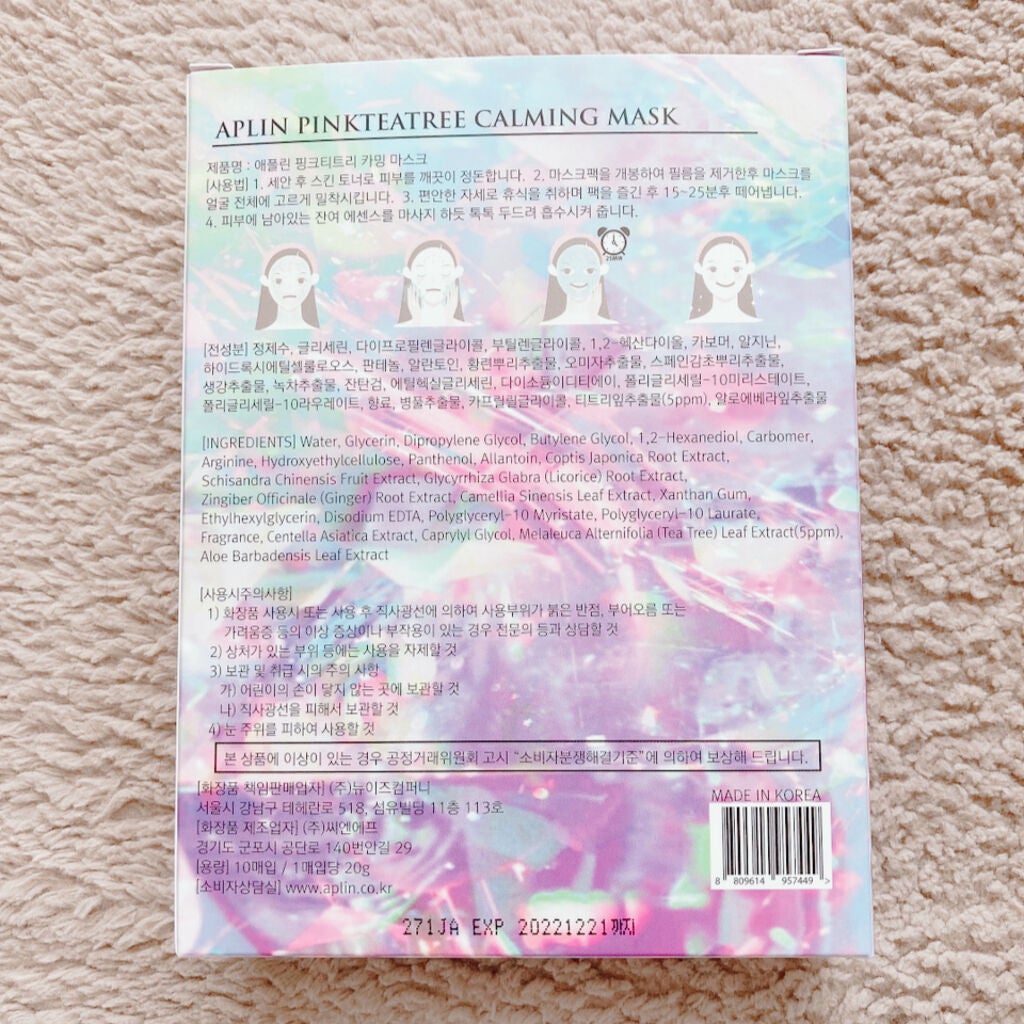 APLIN PINKTEATREE CALMING MASK
제품명 : 애플린 핑크티트리 카밍 마스크
[사용법] 1. 세안 후 스킨 토너로 피부를 깨끗이 정돈합니다. 2. 마스크팩을 개봉하여 필름을 제거한후 마스크를
얼굴 전체에 고르게 밀착시킵니다. 3. 편안한 자세로 휴식을 취하며 팩을 즐긴 후 15~25분후 떼어냅니다.
4. 피부에 남아있는 잔여 에센스를 마사지 하듯 톡톡 두드려 흡수시켜 줍니다.
[전성분] 정제수, 글리세린, 다이프로필렌글라이콜, 부틸렌글라이콜, 1,2-헥산다이올, 카보머, 알지닌,
하이드록시에틸셀룰로오스, 판테놀, 알란토인, 황련뿌리추출물, 오미자추출물, 스페인감초뿌리추출물,
생강추출물, 녹차추출물, 잔탄검, 에틸헥실글리세린, 다이소듐이디티에이, 폴리글리세릴-10미리스테이트,
폴리글리세릴-10라우레이트, 향료, 병풀추출물, 카프릴릴글라이콜, 티트리잎추출물(5ppm), 알로에베라잎추출물
[INGREDIENTS] Water, Glycerin, Dipropylene Glycol, Butylene Glycol, 1,2-Hexanediol, Carbomer,
Arginine, Hydroxyethylcellulose, Panthenol, Allantoin, Coptis Japonica Root Extract,
Schisandra Chinensis Fruit Extract, Glycyrrhiza Glabra (Licorice) Root Extract,
Zingiber Officinale (Ginger) Root Extract, Camellia Sinensis Leaf Extract, Xanthan Gum,
Ethylhexylglycerin, Disodium EDTA, Polyglyceryl-10 Myristate, Polyglyceryl-10 Laurate,
Fragrance, Centella Asiatica Extract, Caprylyl Glycol, Melaleuca Alternifolia (Tea Tree) Leaf Extract(5ppm),
Aloe Barbadensis Leaf Extract
[사용시주의사항]
1) 화장품 사용시 또는 사용 후 직사광선에 의하여 사용부위가 붉은 반점, 부어오름 또는
가려움증 등의 이상 증상이나 부작용이 있는 경우 전문의 등과 상담할 것
2) 상처가 있는 부위 등에는 사용을 자제할 것
3) 보관 및 취급 시의 주의 사항
가) 어린이의 손이 닿지 않는 곳에 보관할 것
나) 직사광선을 피해서 보관할 것
4) 눈 주위를 피하여 사용할 것
본 상품에 이상이 있는 경우 공정거래위원회 고시 "소비자분쟁해결기준"에 의하여 보상해 드립니다.
[화장품 책임판매업자] (주)뉴이즈컴퍼니
서울시 강남구 테헤란로 518, 섬유빌딩 11층 113호
[화장품 제조업자] (주)씨엔에프
경기도 군포시 공단로 140번안길 29
[용량] 10매입 / 1매입당 20g
[소비자상담실] www.aplin.co.kr
MADE IN KOREA
8 809614 957449 >
271JA EXP 20221221까지